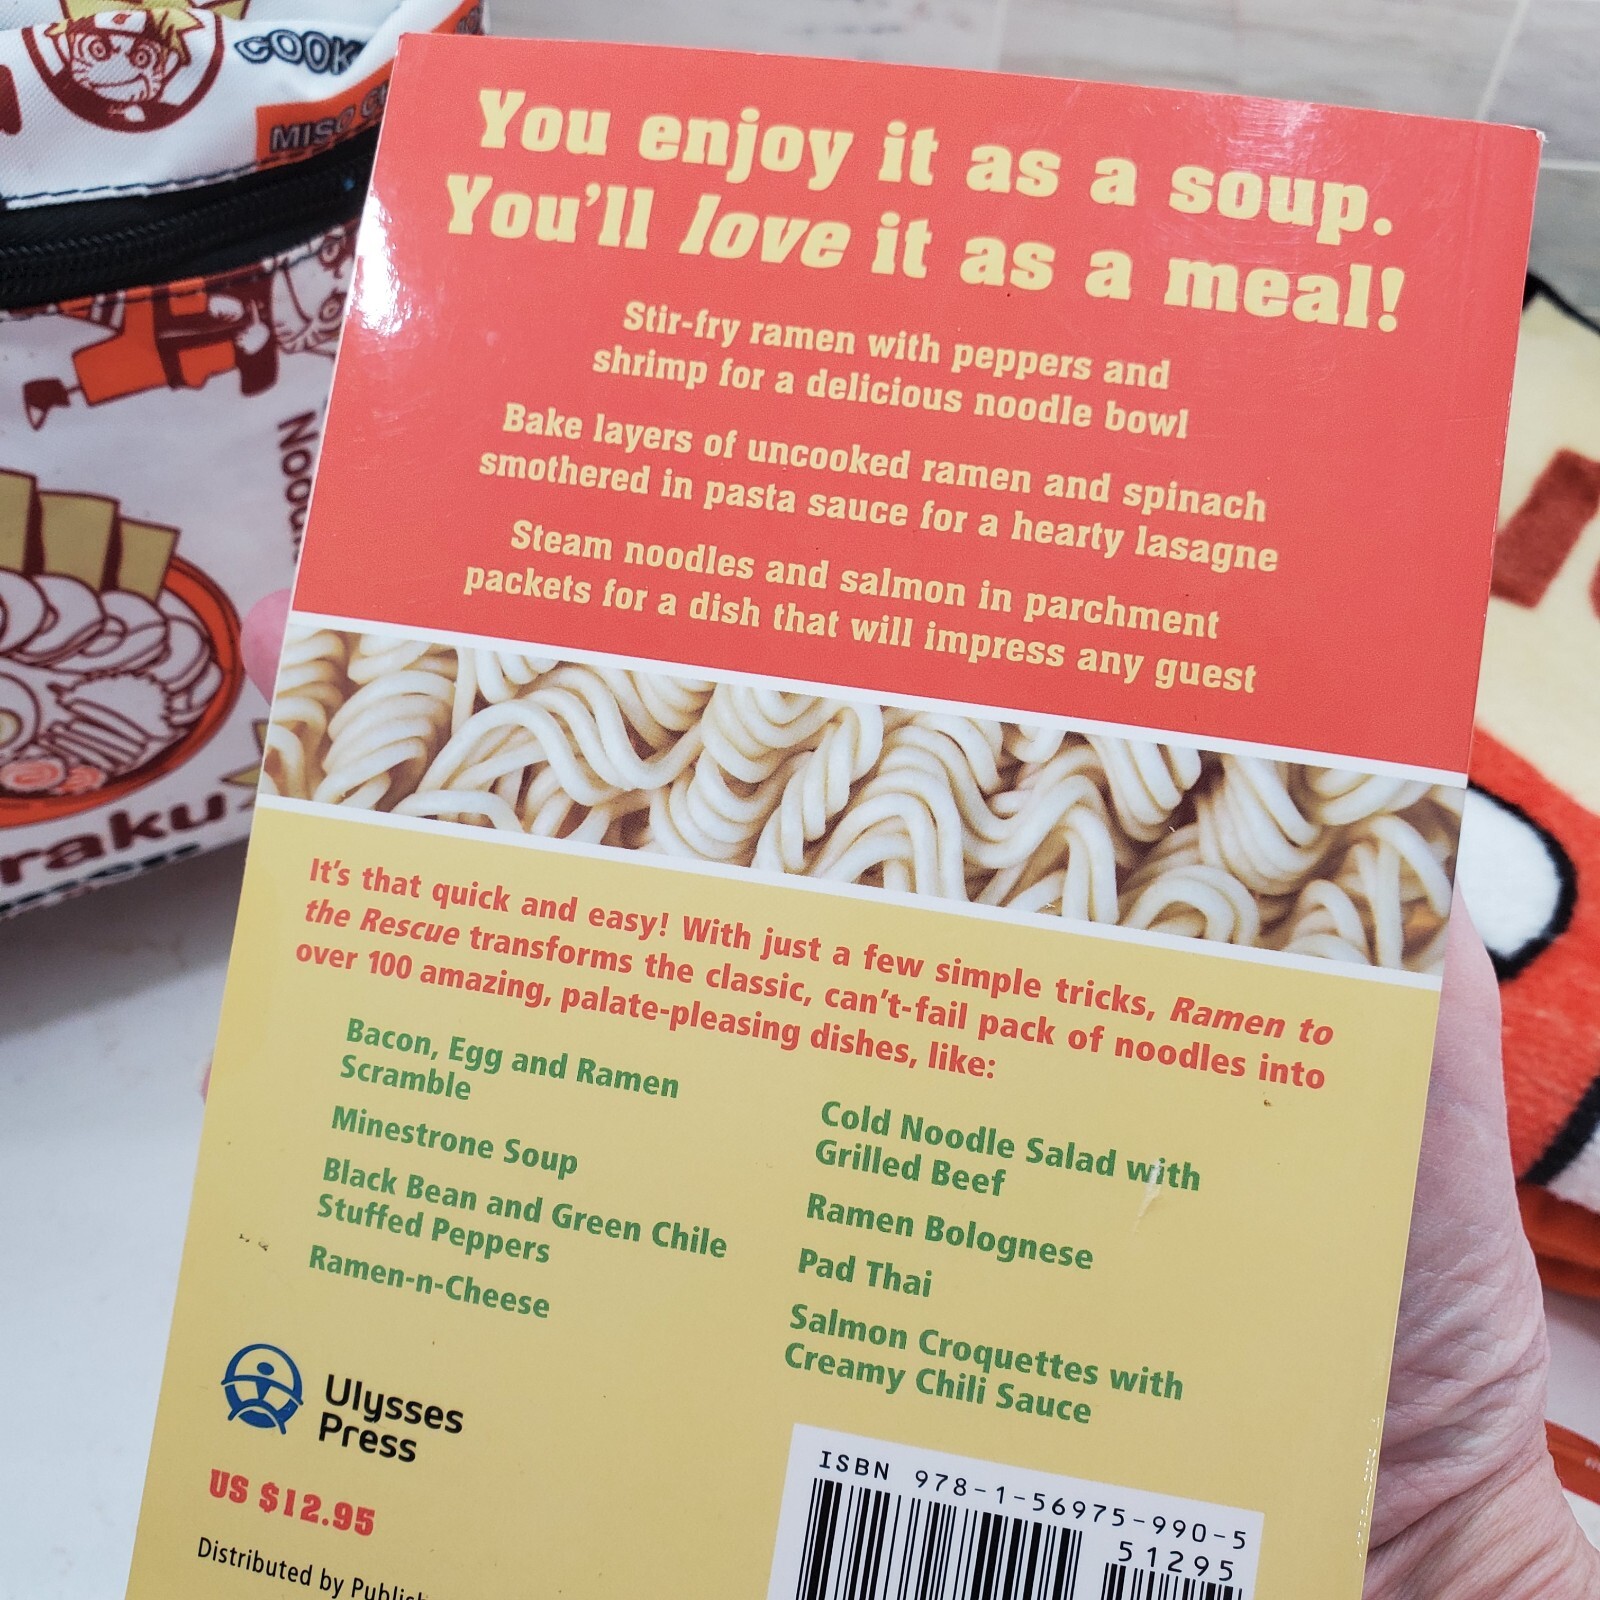 COOK
MISO
You enjoy it as a soup.
You'll love it as a meal!
Stir-fry ramen with peppers and
shrimp for a delicious noodle bowl
Bake layers of uncooked ramen and spinach
smothered in pasta sauce for a hearty lasagne
Steam noodles and salmon in parchment
packets for a dish that will impress any guest
raku
It's that quick and easy! With just a few simple tricks, Ramen to
the Rescue transforms the classic, can't-fail pack of noodles into
over 100 amazing, palate-pleasing dishes, like:
Bacon, Egg and Ramen
Scramble
Minestrone Soup
Black Bean and Green Chile
Stuffed Peppers
Ramen-n-Cheese
Cold Noodle Salad with
Grilled Beef
Ramen Bolognese
Pad Thai
Salmon Croquettes with
Creamy Chili Sauce
Ulysses
Press
US $12.95
Distributed by
ISBN 978-1-56975-990-5
51295